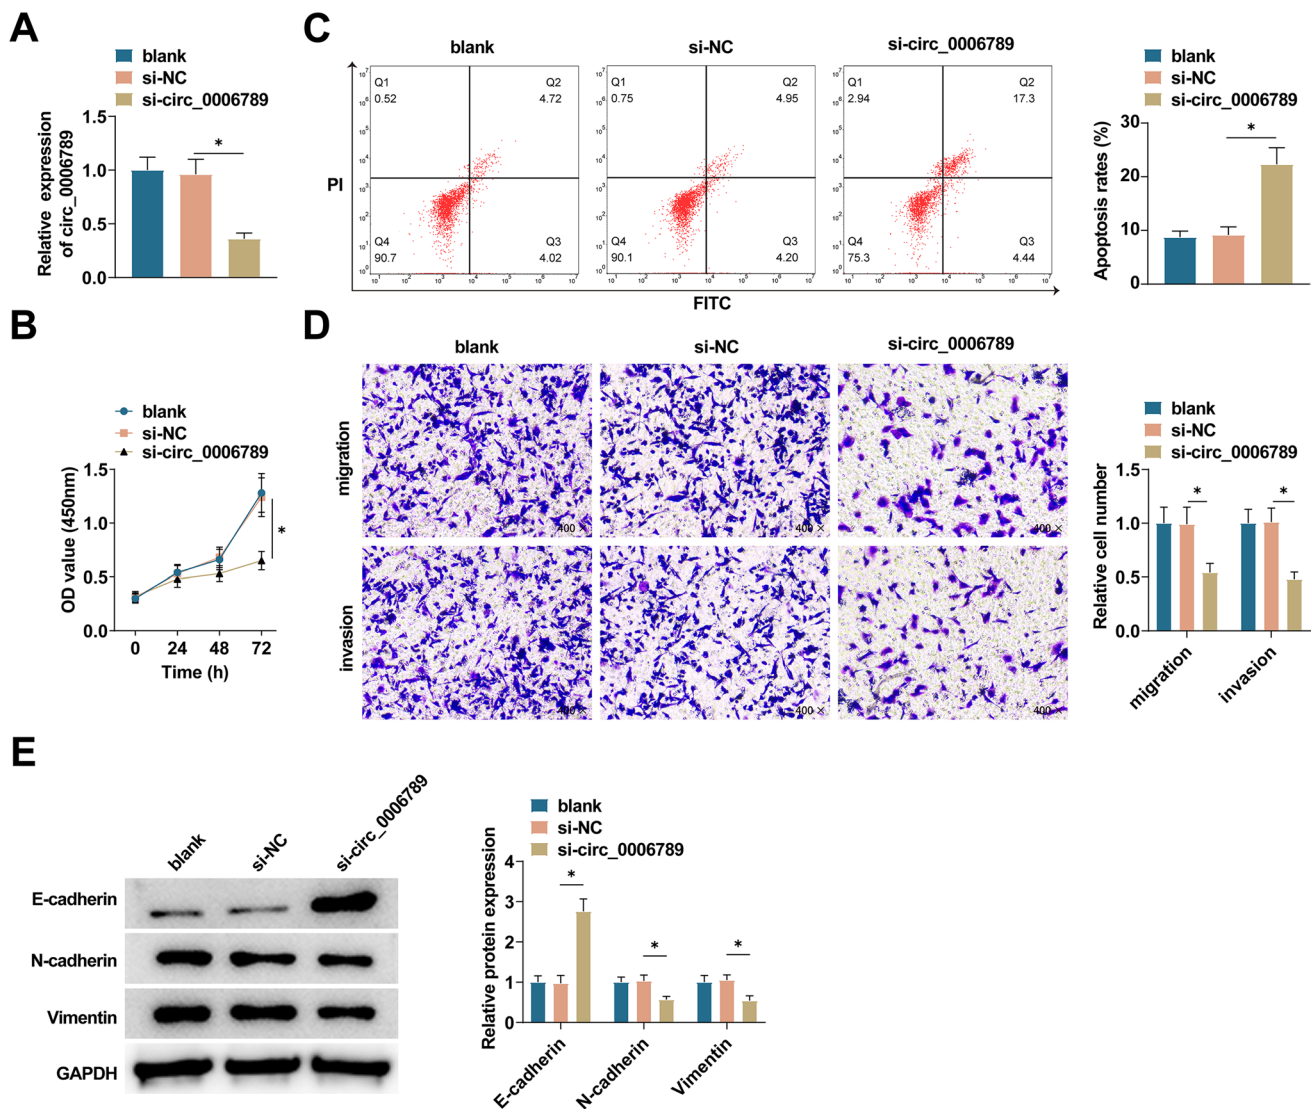 A
blank
si-NC
si-circ_0006789
Relative expression
of circ_0006789
1.5
1.0
0.5
0.0
*
B
blank
si-NC
si-circ_0006789
OD value (450nm)
1.5
1.0
0.5
0.0
*
0 24 48 72
Time (h)
C
blank
si-NC
si-circ_0006789
PI
Q1
0.52
Q2
4.72
Q4
90.7
Q3
4.02
Q1
0.75
Q2
4.95
Q4
90.1
Q3
4.20
Q1
2.94
Q2
17.3
Q4
75.3
Q3
4.44
FITC
blank
si-NC
si-circ_0006789
Apoptosis rates (%)
30
20
10
0
*
D
blank
si-NC
si-circ_0006789
migration
400 ×
400 ×
400 ×
invasion
400 ×
400 ×
400 ×
blank
si-NC
si-circ_0006789
Relative cell number
1.5
1.0
0.5
0.0
* *
migration
invasion
E
blank
si-NC
si-circ_0006789
E-cadherin
N-cadherin
Vimentin
GAPDH
blank
si-NC
si-circ_0006789
Relative protein expression
4
3
2
1
0
* * *
E-cadherin
N-cadherin
Vimentin